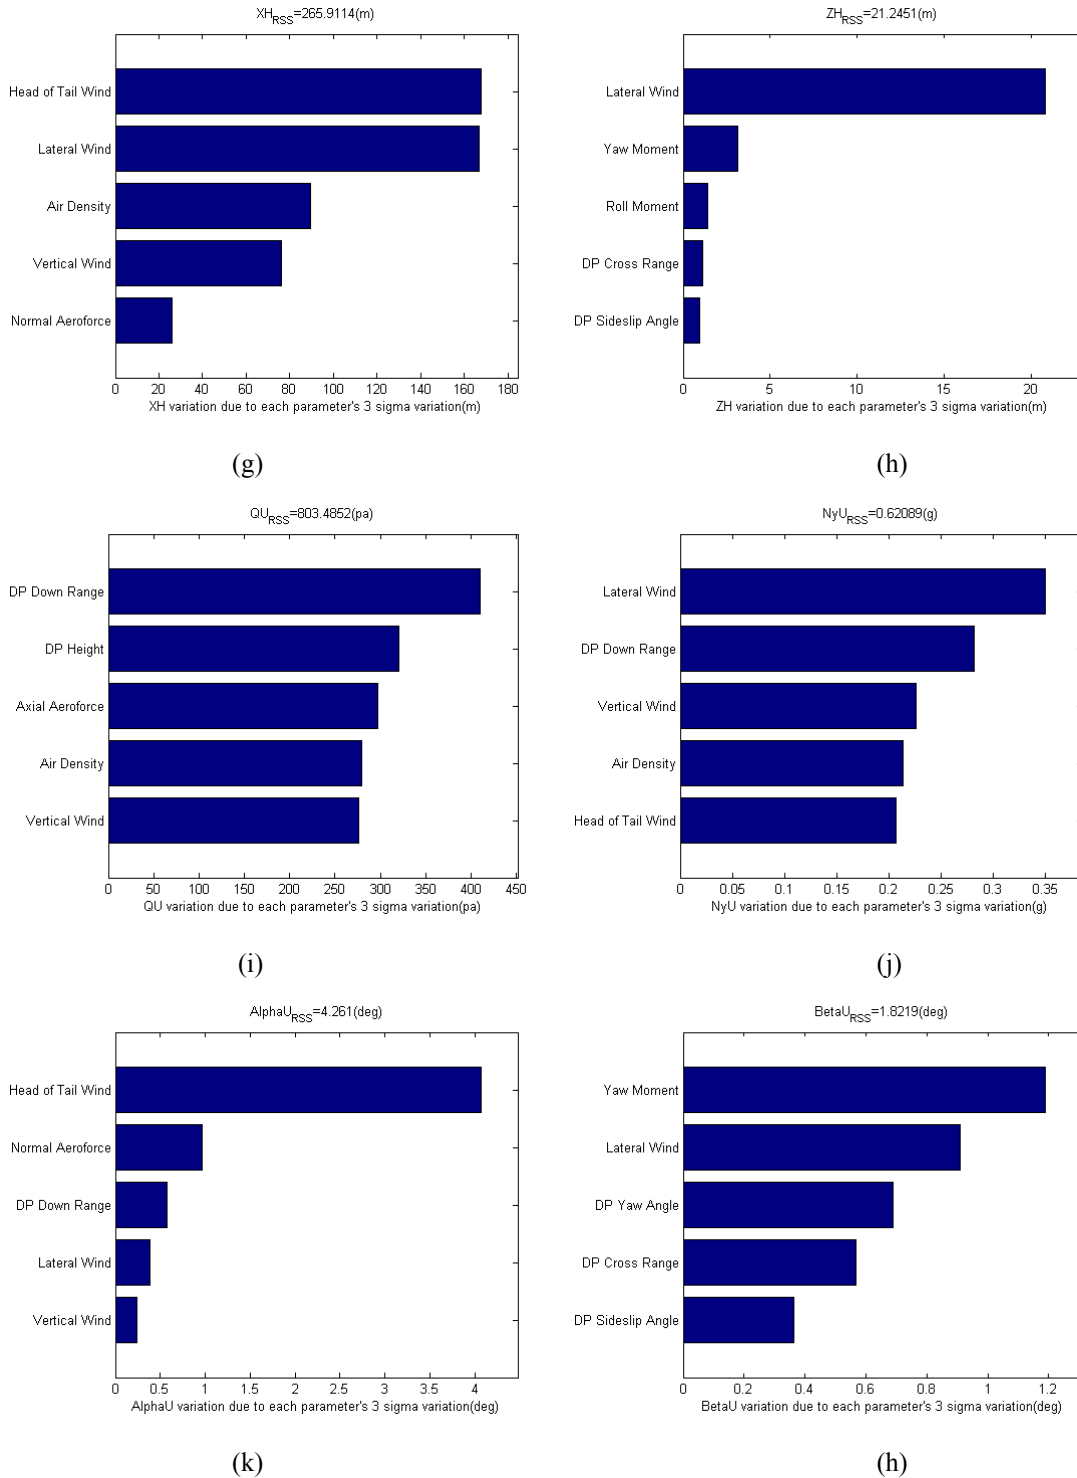 XH_RSS=265.9114(m)
Head of Tail Wind
Lateral Wind
Air Density
Vertical Wind
Normal Aeroforce
0 20 40 60 80 100 120 140 160 180
XH variation due to each parameter's 3 sigma variation(m)
(g)
ZH_RSS=21.2451(m)
Lateral Wind
Yaw Moment
Roll Moment
DP Cross Range
DP Sideslip Angle
0 5 10 15 20
ZH variation due to each parameter's 3 sigma variation(m)
(h)
QU_RSS=803.4852(pa)
DP Down Range
DP Height
Axial Aeroforce
Air Density
Vertical Wind
0 50 100 150 200 250 300 350 400 450
QU variation due to each parameter's 3 sigma variation(pa)
(i)
NyU_RSS=0.62089(g)
Lateral Wind
DP Down Range
Vertical Wind
Air Density
Head of Tail Wind
0 0.05 0.1 0.15 0.2 0.25 0.3 0.35
NyU variation due to each parameter's 3 sigma variation(g)
(j)
AlphaU_RSS=4.261(deg)
Head of Tail Wind
Normal Aeroforce
DP Down Range
Lateral Wind
Vertical Wind
0 0.5 1 1.5 2 2.5 3 3.5 4
AlphaU variation due to each parameter's 3 sigma variation(deg)
(k)
BetaU_RSS=1.8219(deg)
Yaw Moment
Lateral Wind
DP Yaw Angle
DP Cross Range
DP Sideslip Angle
0 0.2 0.4 0.6 0.8 1 1.2
BetaU variation due to each parameter's 3 sigma variation(deg)
(h)